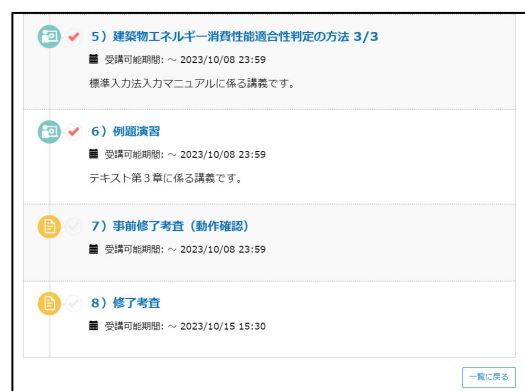 5）建築物エネルギー消費性能適合性判定の方法 3/3
受講可能期間: ～ 2023/10/08 23:59
標準入力法入力マニュアルに係る講義です。
6）例題演習
受講可能期間: ～ 2023/10/08 23:59
テキスト第３章に係る講義です。
7）事前修了考査（動作確認）
受講可能期間: ～ 2023/10/08 23:59
8）修了考査
受講可能期間: ～ 2023/10/15 15:30
一覧に戻る